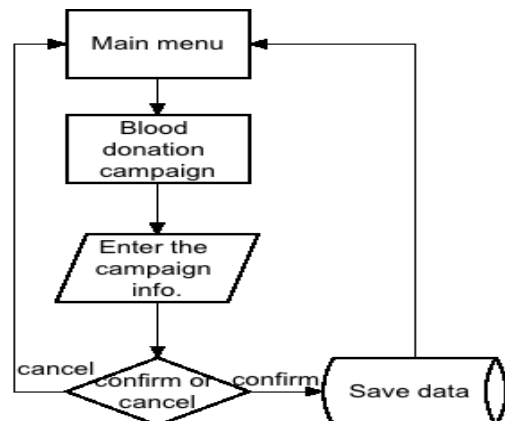 Main menu
Blood
donation
campaign
Enter the
campaign
info.
cancel
confirm or
cancel
confirm
Save data